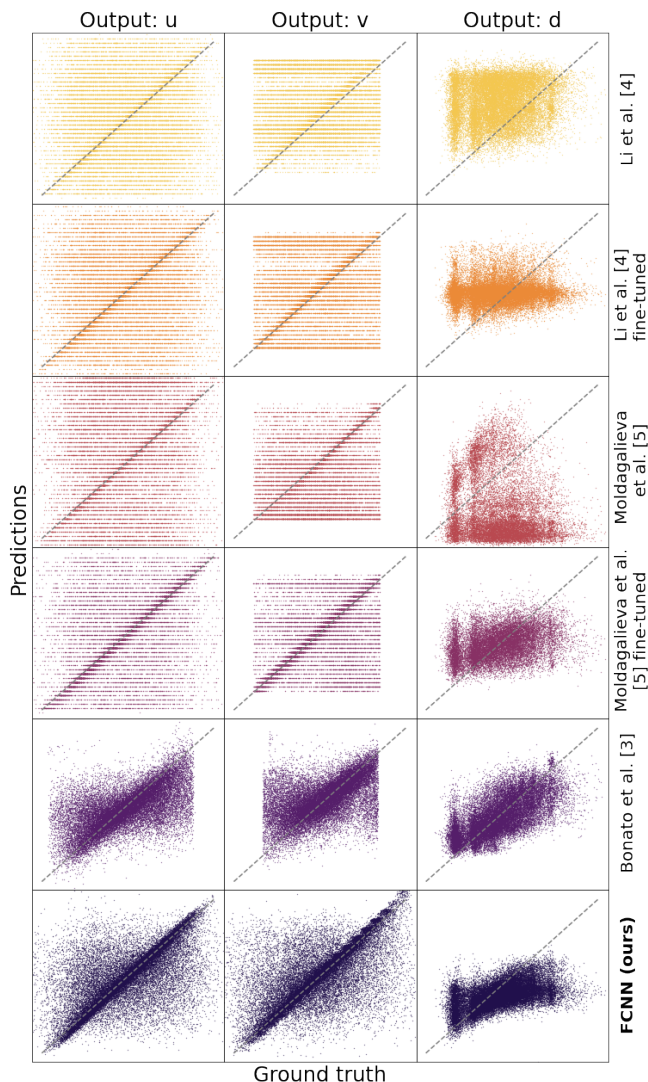 Output: u
Output: v
Output: d
Predictions
Li et al. [4]
Li et al. [4]
fine-tuned
Moldagalieva
et al. [5]
Moldagalieva et al.
[5] fine-tuned
Bonato et al. [3]
FCNN (ours)
Ground truth